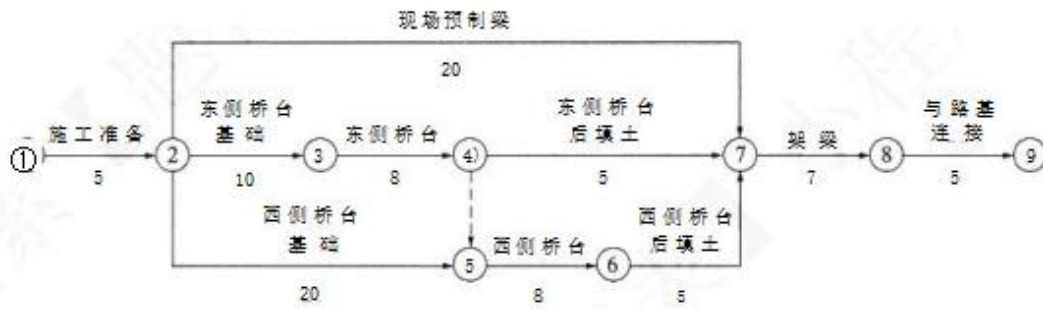 现场预制梁
20
东侧桥台
基础
东侧桥台
东侧桥台
后填土
与路基
连接
施工准备
架梁
① ② ③ 4) ⑦ ⑧ ⑨
5
10
8
5
7
5
西侧桥台
基础
西侧桥台
西侧桥台
后填土
⑤ ⑥
20
8
5